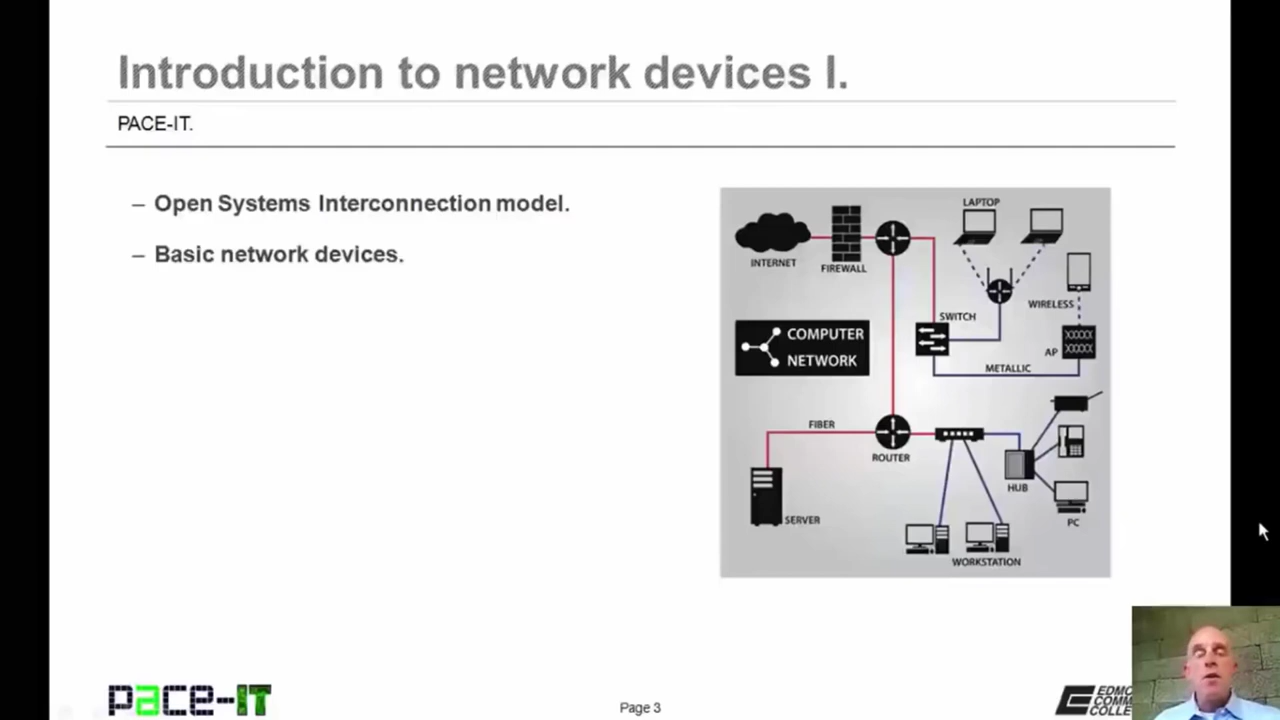 Introduction to network devices I.
PACE-IT.
– Open Systems Interconnection model.
– Basic network devices.
LAPTOP
INTERNET
FIREWALL
WIRELESS
SWITCH
COMPUTER
NETWORK
AP
METALLIC
FIBER
ROUTER
HUB
SERVER
PC
WORKSTATION
pace-IT
Page 3